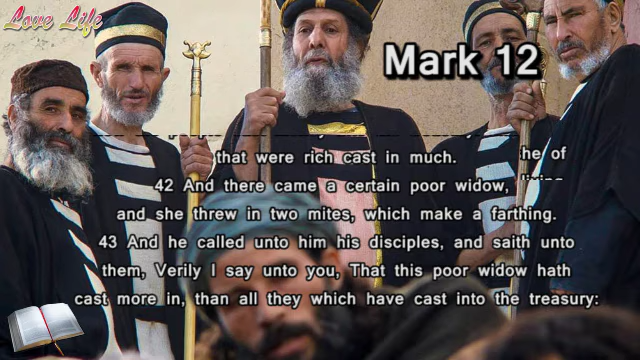 Love Life
Mark 12
that were rich cast in much.
she of
42 And there came a certain poor widow,
and she threw in two mites, which make a farthing.
43 And he called unto him his disciples, and saith unto
them, Verily I say unto you, That this poor widow hath
cast more in, than all they which have cast into the treasury: